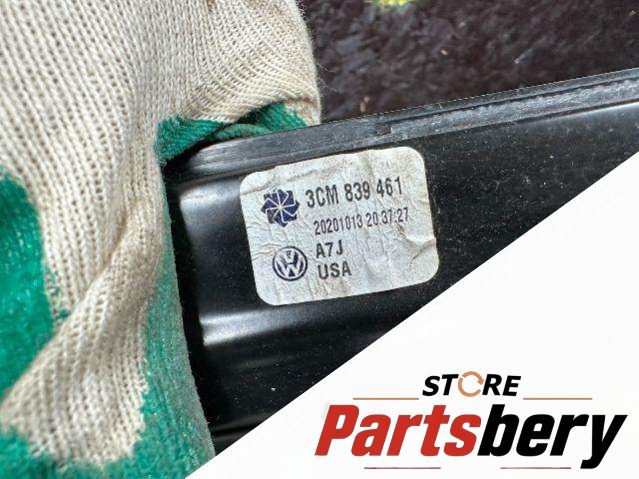 3CM 839 461
20201013 20:37:27
A7J
USA
STORE
Partsbery